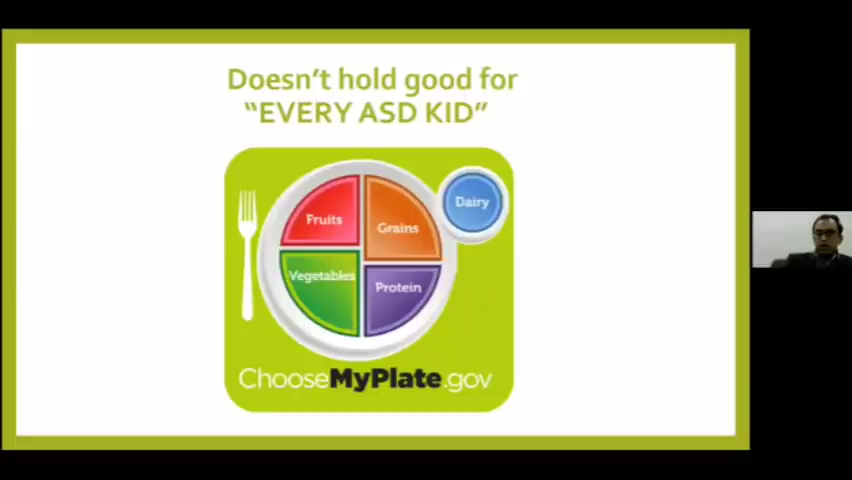 Doesn't hold good for
"EVERY ASD KID"
Fruits
Grains
Dairy
Vegetables
Protein
ChooseMyPlate.gov